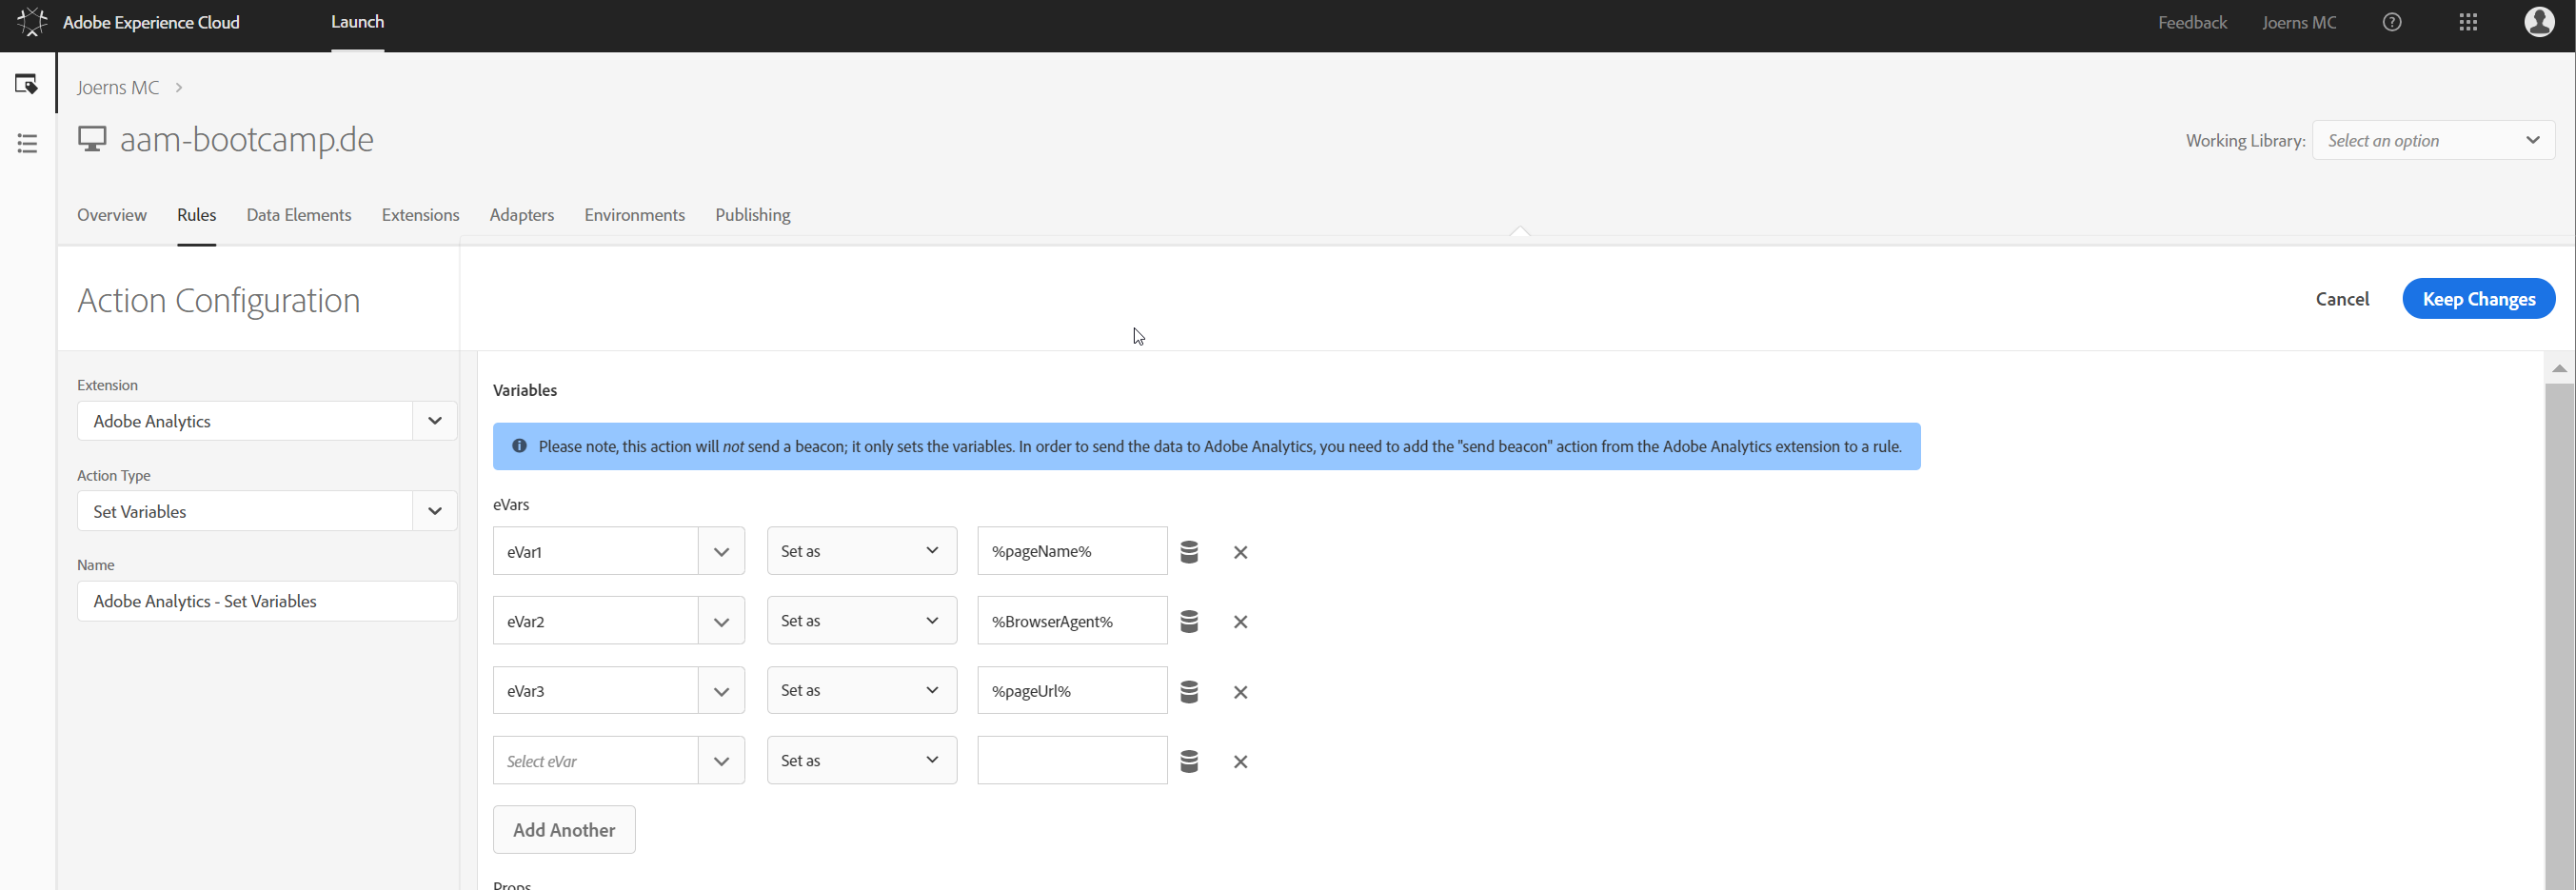 Adobe Experience Cloud Launch Feedback Joerns MC
Joerns MC
aam-bootcamp.de
Working Library: Select an option
Overview Rules Data Elements Extensions Adapters Environments Publishing
Action Configuration
Cancel Keep Changes
Extension
Adobe Analytics
Action Type
Set Variables
Name
Adobe Analytics - Set Variables
Variables
Please note, this action will not send a beacon; it only sets the variables. In order to send the data to Adobe Analytics, you need to add the "send beacon" action from the Adobe Analytics extension to a rule.
eVars
eVar1 Set as %pageName%
eVar2 Set as %BrowserAgent%
eVar3 Set as %pageUrl%
Select eVar Set as
Add Another
Props